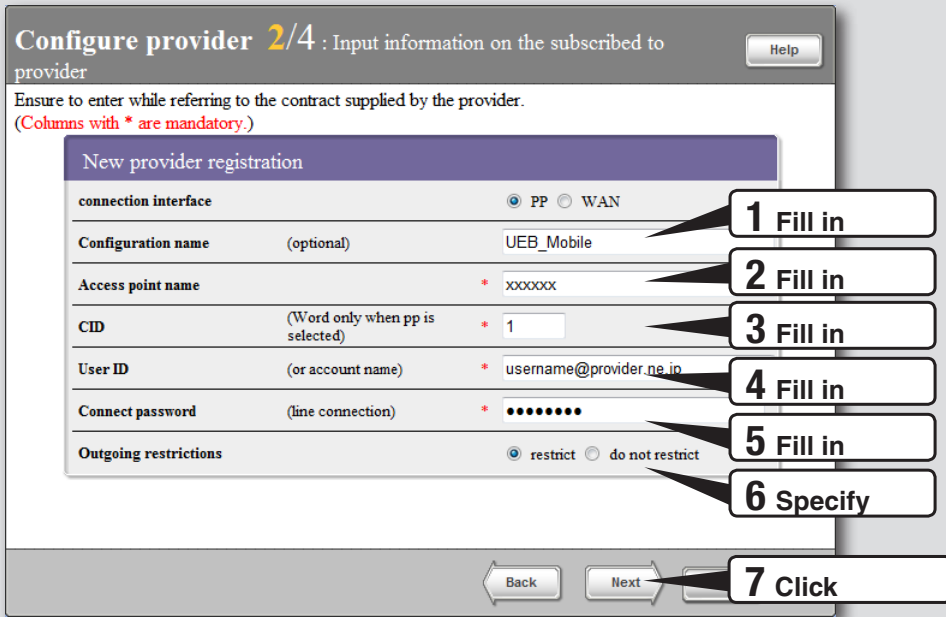 Configure provider 2/4 : Input information on the subscribed to
provider
Help
Ensure to enter while referring to the contract supplied by the provider.
(Columns with * are mandatory.)
New provider registration
connection interface PP WAN
Configuration name (optional) UEB_Mobile
1 Fill in
Access point name * xxxxxx
2 Fill in
CID (Word only when pp is
selected) * 1
3 Fill in
User ID (or account name) * username@provider.ne.jp
4 Fill in
Connect password (line connection) * ●●●●●●●●
5 Fill in
Outgoing restrictions restrict do not restrict
6 Specify
Back Next
7 Click